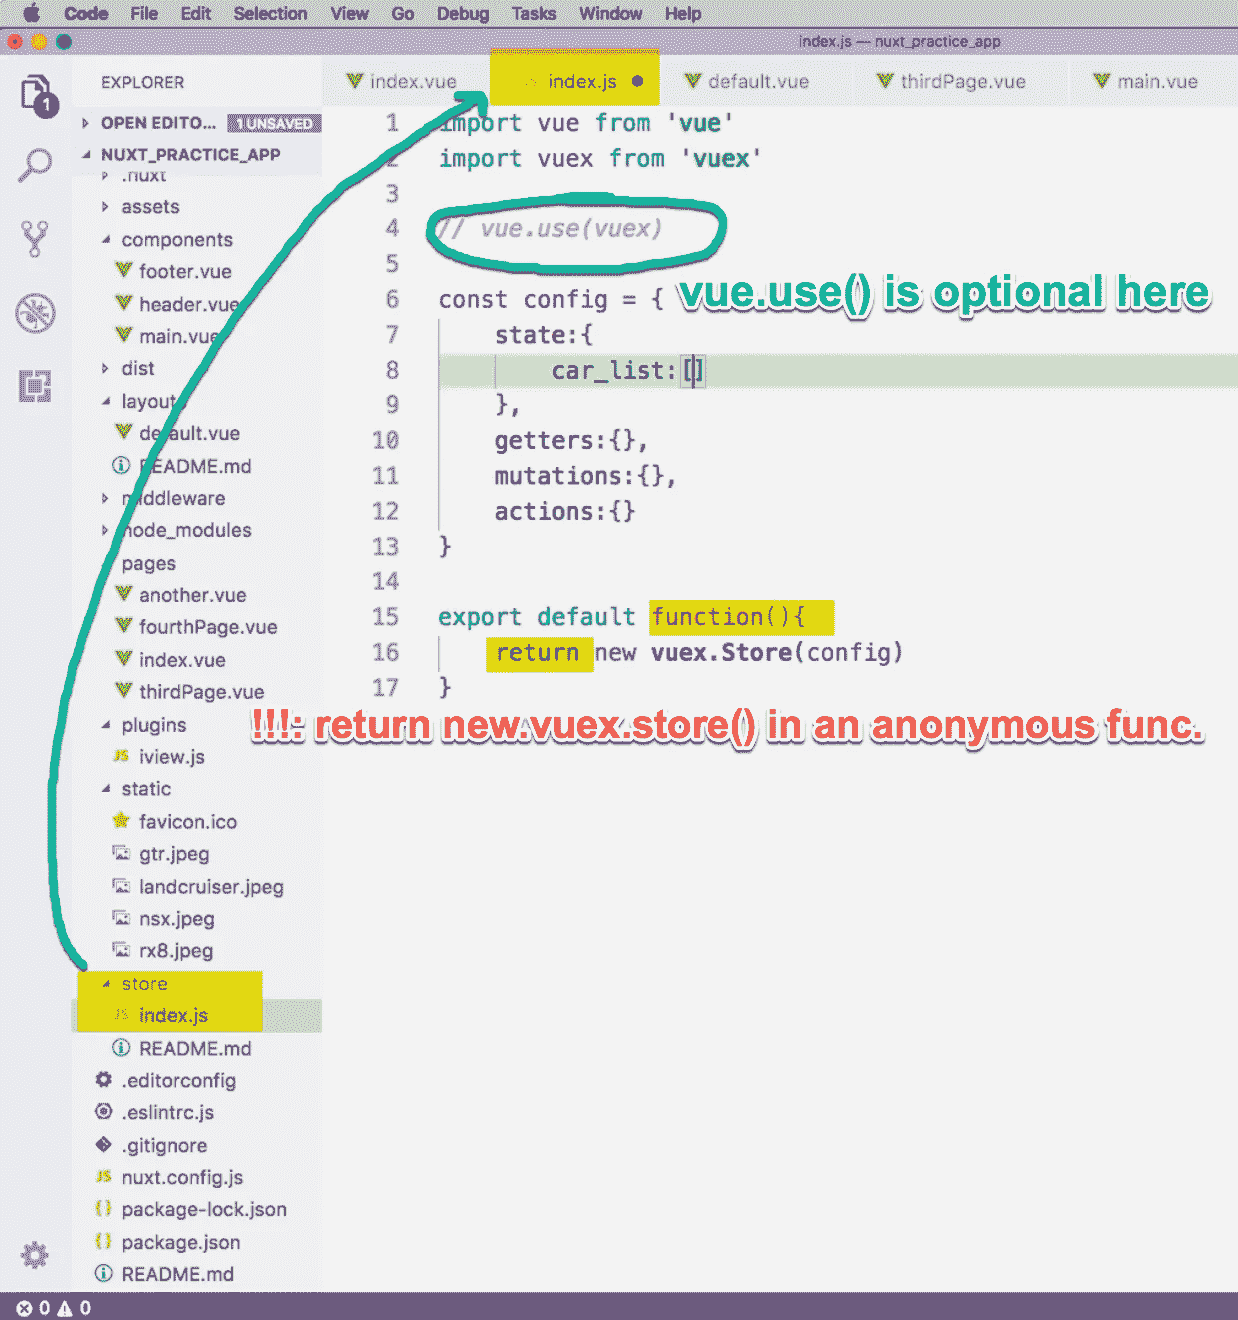 Code File Edit Selection View Go Debug Tasks Window Help
index.js — nuxt_practice_app
EXPLORER
index.vue
index.js
default.vue
thirdPage.vue
main.vue
1
OPEN EDITO... 1 UNSAVED
NUXT_PRACTICE_APP
.nuxt
assets
components
footer.vue
header.vue
main.vue
dist
layouts
default.vue
README.md
middleware
node_modules
pages
another.vue
fourthPage.vue
index.vue
thirdPage.vue
plugins
JS iview.js
static
favicon.ico
gtr.jpeg
landcruiser.jpeg
nsx.jpeg
rx8.jpeg
store
JS index.js
README.md
.editorconfig
.eslintrc.js
.gitignore
JS nuxt.config.js
{} package-lock.json
{} package.json
README.md
1 import vue from 'vue'
2 import vuex from 'vuex'
3
4 // vue.use(vuex)
5
vue.use() is optional here
6 const config = {
7 state:{
8 car_list:[]
9 },
10 getters:{},
11 mutations:{},
12 actions:{}
13 }
14
15 export default function(){
16 return new vuex.Store(config)
17 }
!!!: return new.vuex.store() in an anonymous func.
0 0